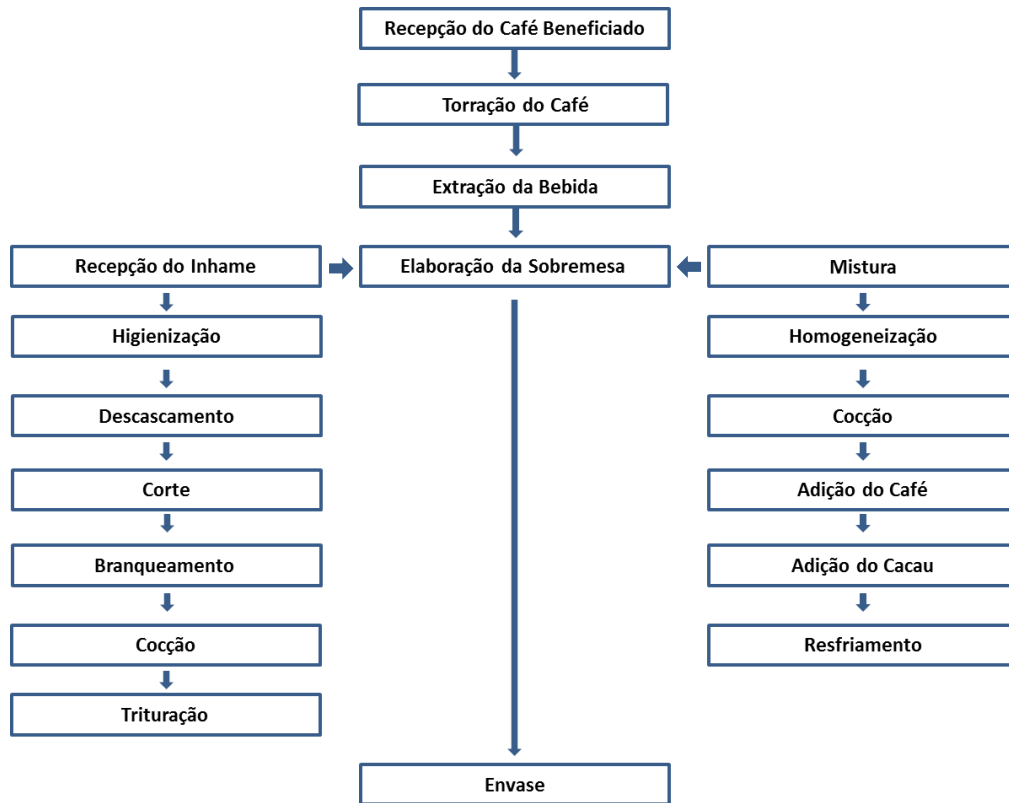 Recepção do Café Beneficiado
Torração do Café
Extração da Bebida
Recepção do Inhame
Elaboração da Sobremesa
Mistura
Higienização
Homogeneização
Descascamento
Cocção
Corte
Adição do Café
Branqueamento
Adição do Cacau
Cocção
Resfriamento
Trituração
Envase